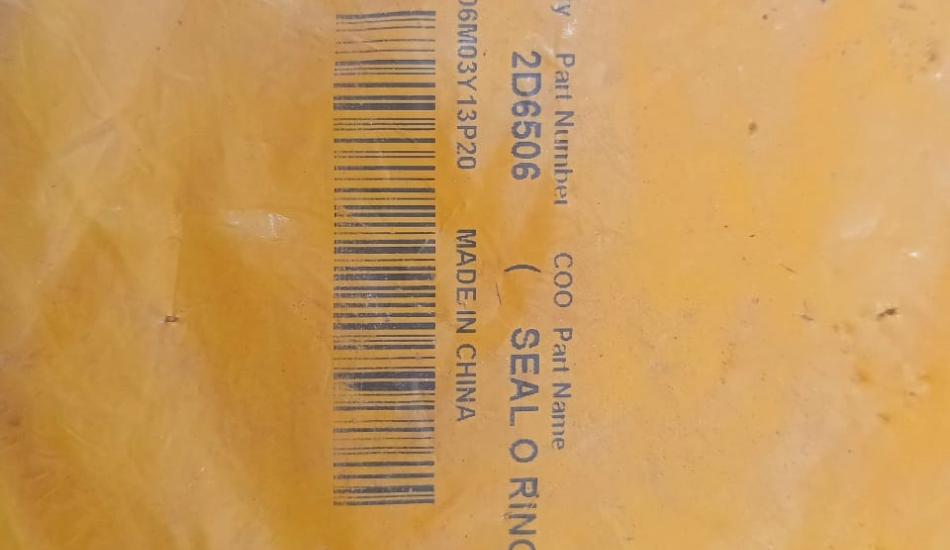 y Part Number COO Part Name
2D6506 ( SEAL O RING
06M03Y13P20 MADE IN CHINA